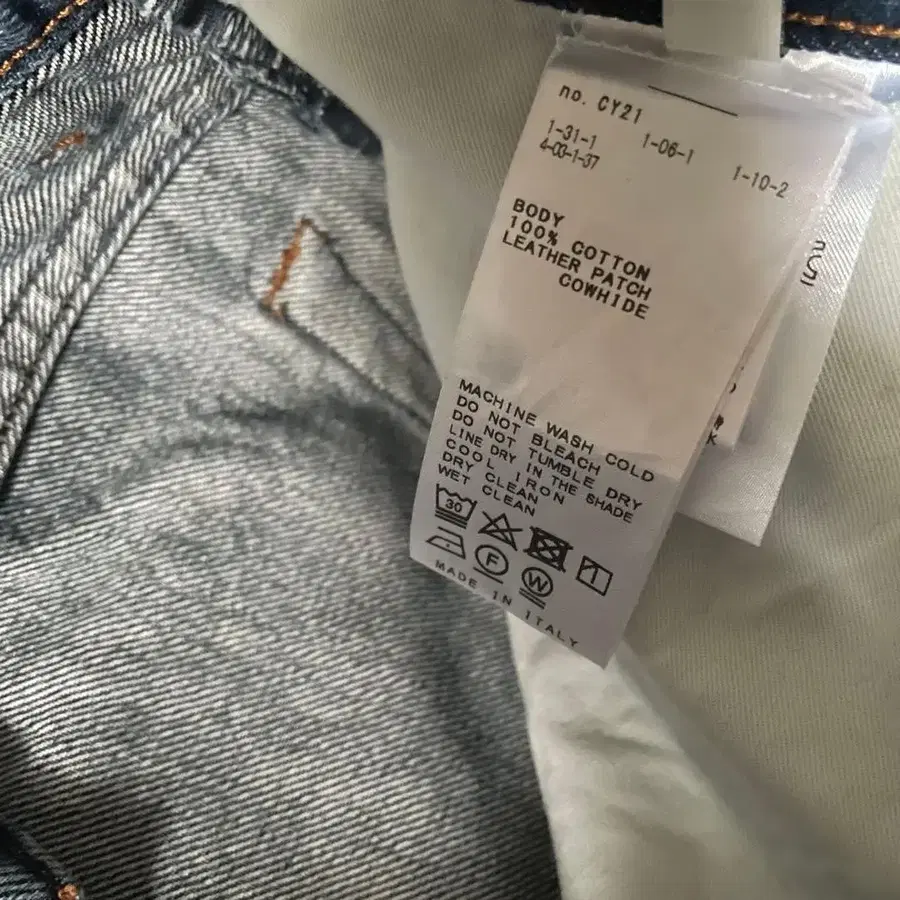 no. CY21
1-31-1 1-06-1 1-10-2
4-03-1-37
BODY
100% COTTON
LEATHER PATCH
COWHIDE
MACHINE WASH COLD
DO NOT BLEACH
DO NOT TUMBLE DRY
LINE DRY IN THE SHADE
COOL IRON
DRY CLEAN
WET CLEAN
30
F W
MADE IN ITALY
K